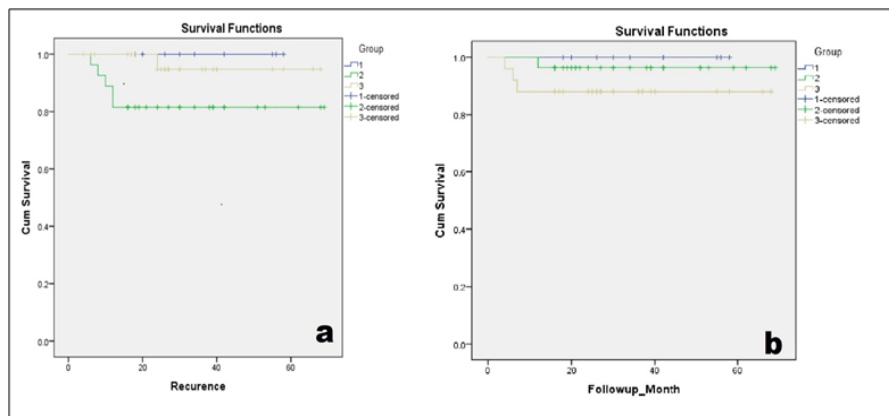 Survival Functions
Cum Survival
1.0
0.8
0.6
0.4
0.2
0.0
0
20
40
60
Recurence
Group
1
2
3
1-censored
2-censored
3-censored
a
Survival Functions
Cum Survival
1.0
0.8
0.6
0.4
0.2
0.0
0
20
40
60
Followup_Month
Group
1
2
3
1-censored
2-censored
3-censored
b